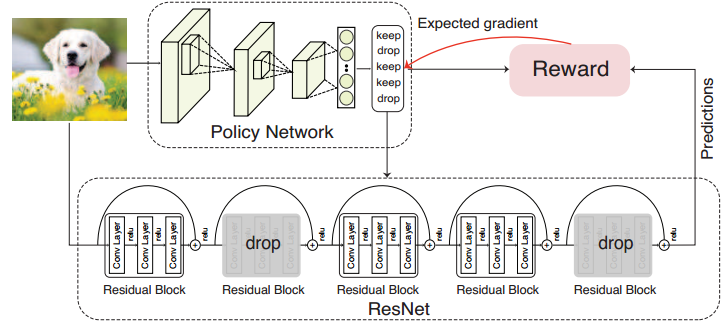 Expected gradient
keep
drop
keep
keep
drop
Reward
Policy Network
Predictions
Conv Layer
relu
Conv Layer
relu
Conv Layer
relu
drop
relu
Conv Layer
relu
Conv Layer
relu
Conv Layer
relu
Conv Layer
relu
Conv Layer
relu
Conv Layer
relu
drop
relu
Residual Block
Residual Block
Residual Block
Residual Block
Residual Block
ResNet